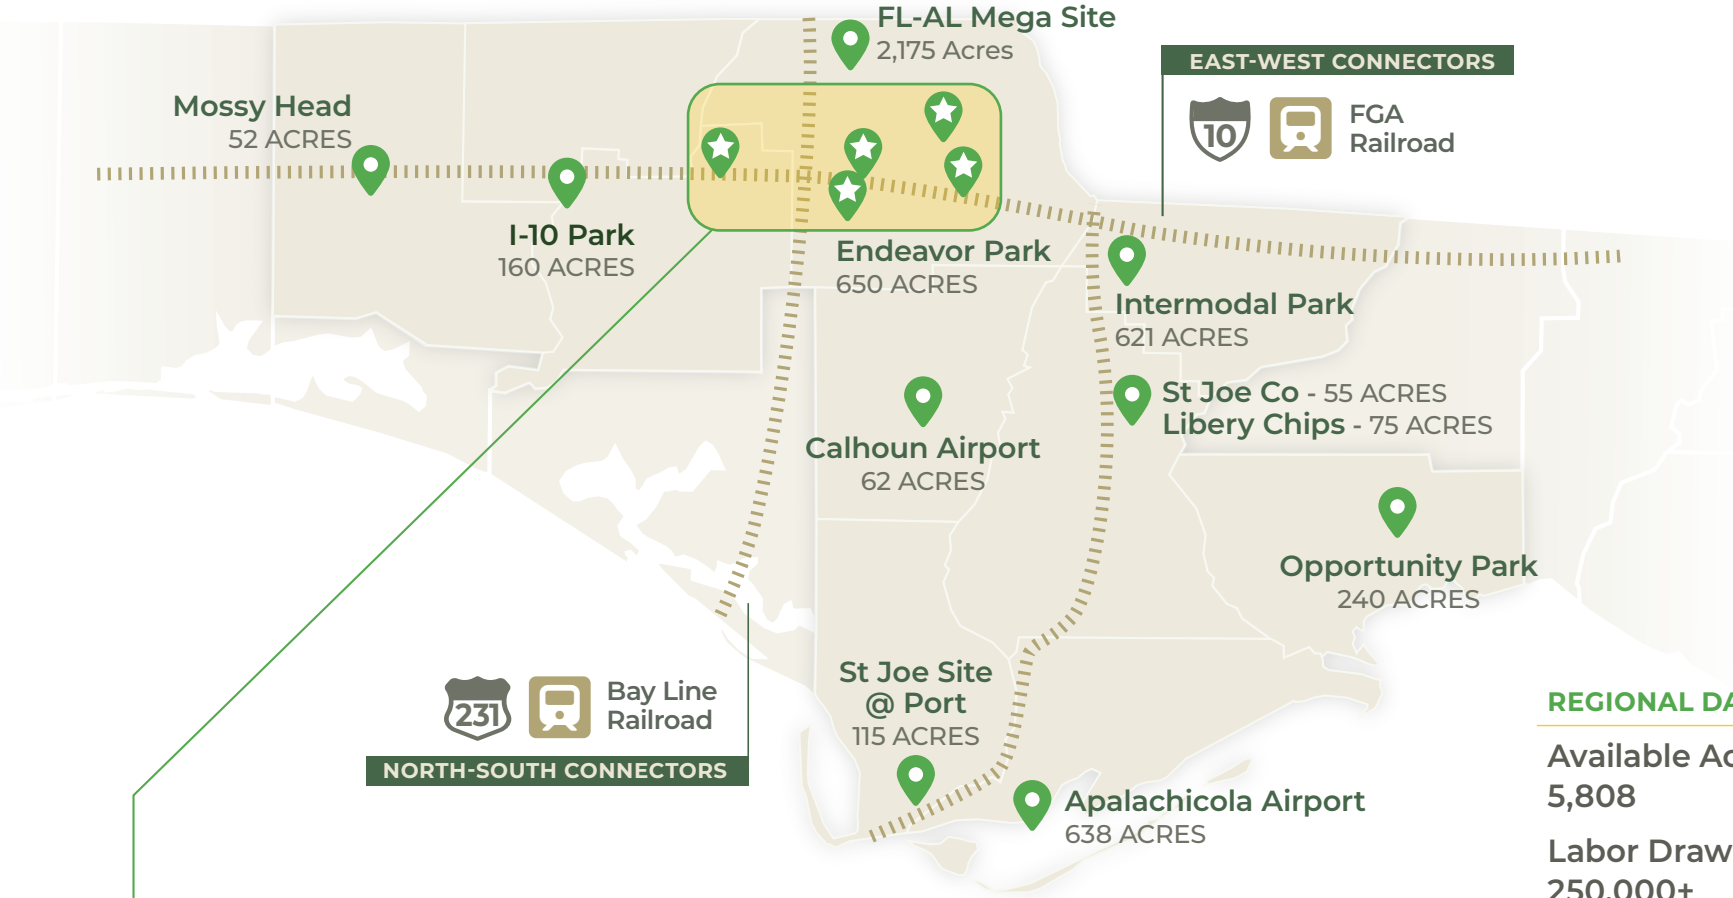 FL-AL Mega Site
2,175 Acres
EAST-WEST CONNECTORS
10
FGA
Railroad
Mossy Head
52 ACRES
I-10 Park
160 ACRES
Endeavor Park
650 ACRES
Intermodal Park
621 ACRES
St Joe Co - 55 ACRES
Libery Chips - 75 ACRES
Calhoun Airport
62 ACRES
Opportunity Park
240 ACRES
231
Bay Line
Railroad
NORTH-SOUTH CONNECTORS
St Joe Site
@ Port
115 ACRES
Apalachicola Airport
638 ACRES
REGIONAL DA
Available Ac
5,808
Labor Draw
250,000+